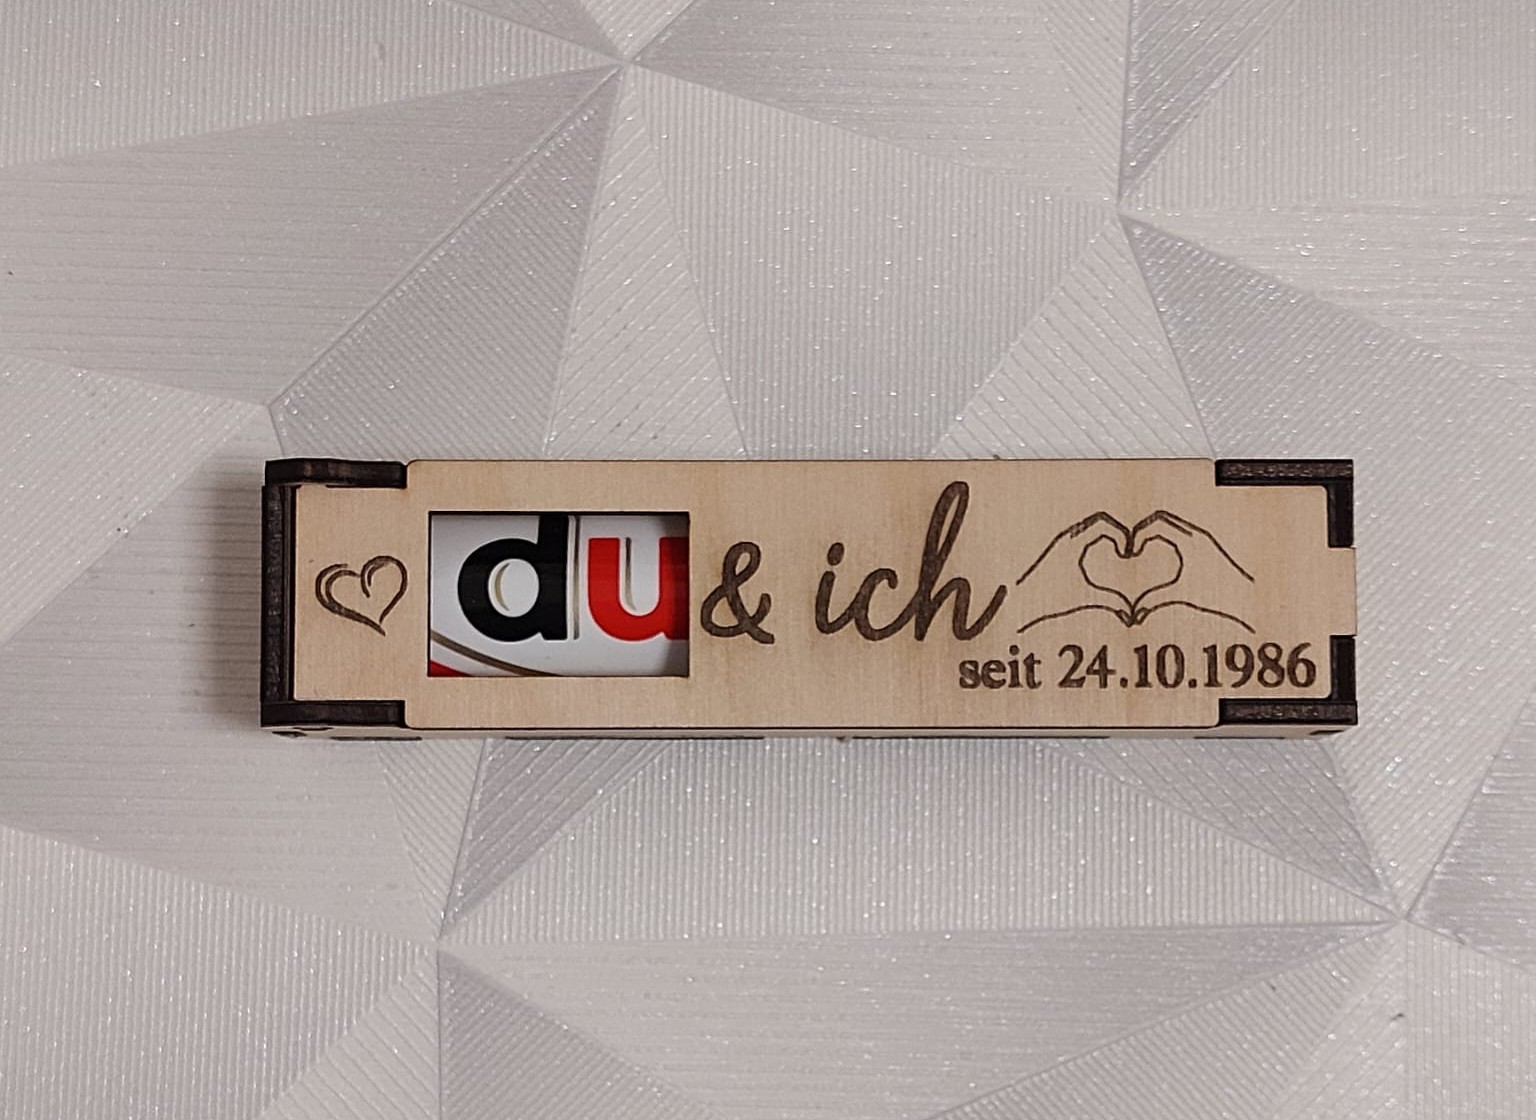 du & ich
seit 24.10.1986